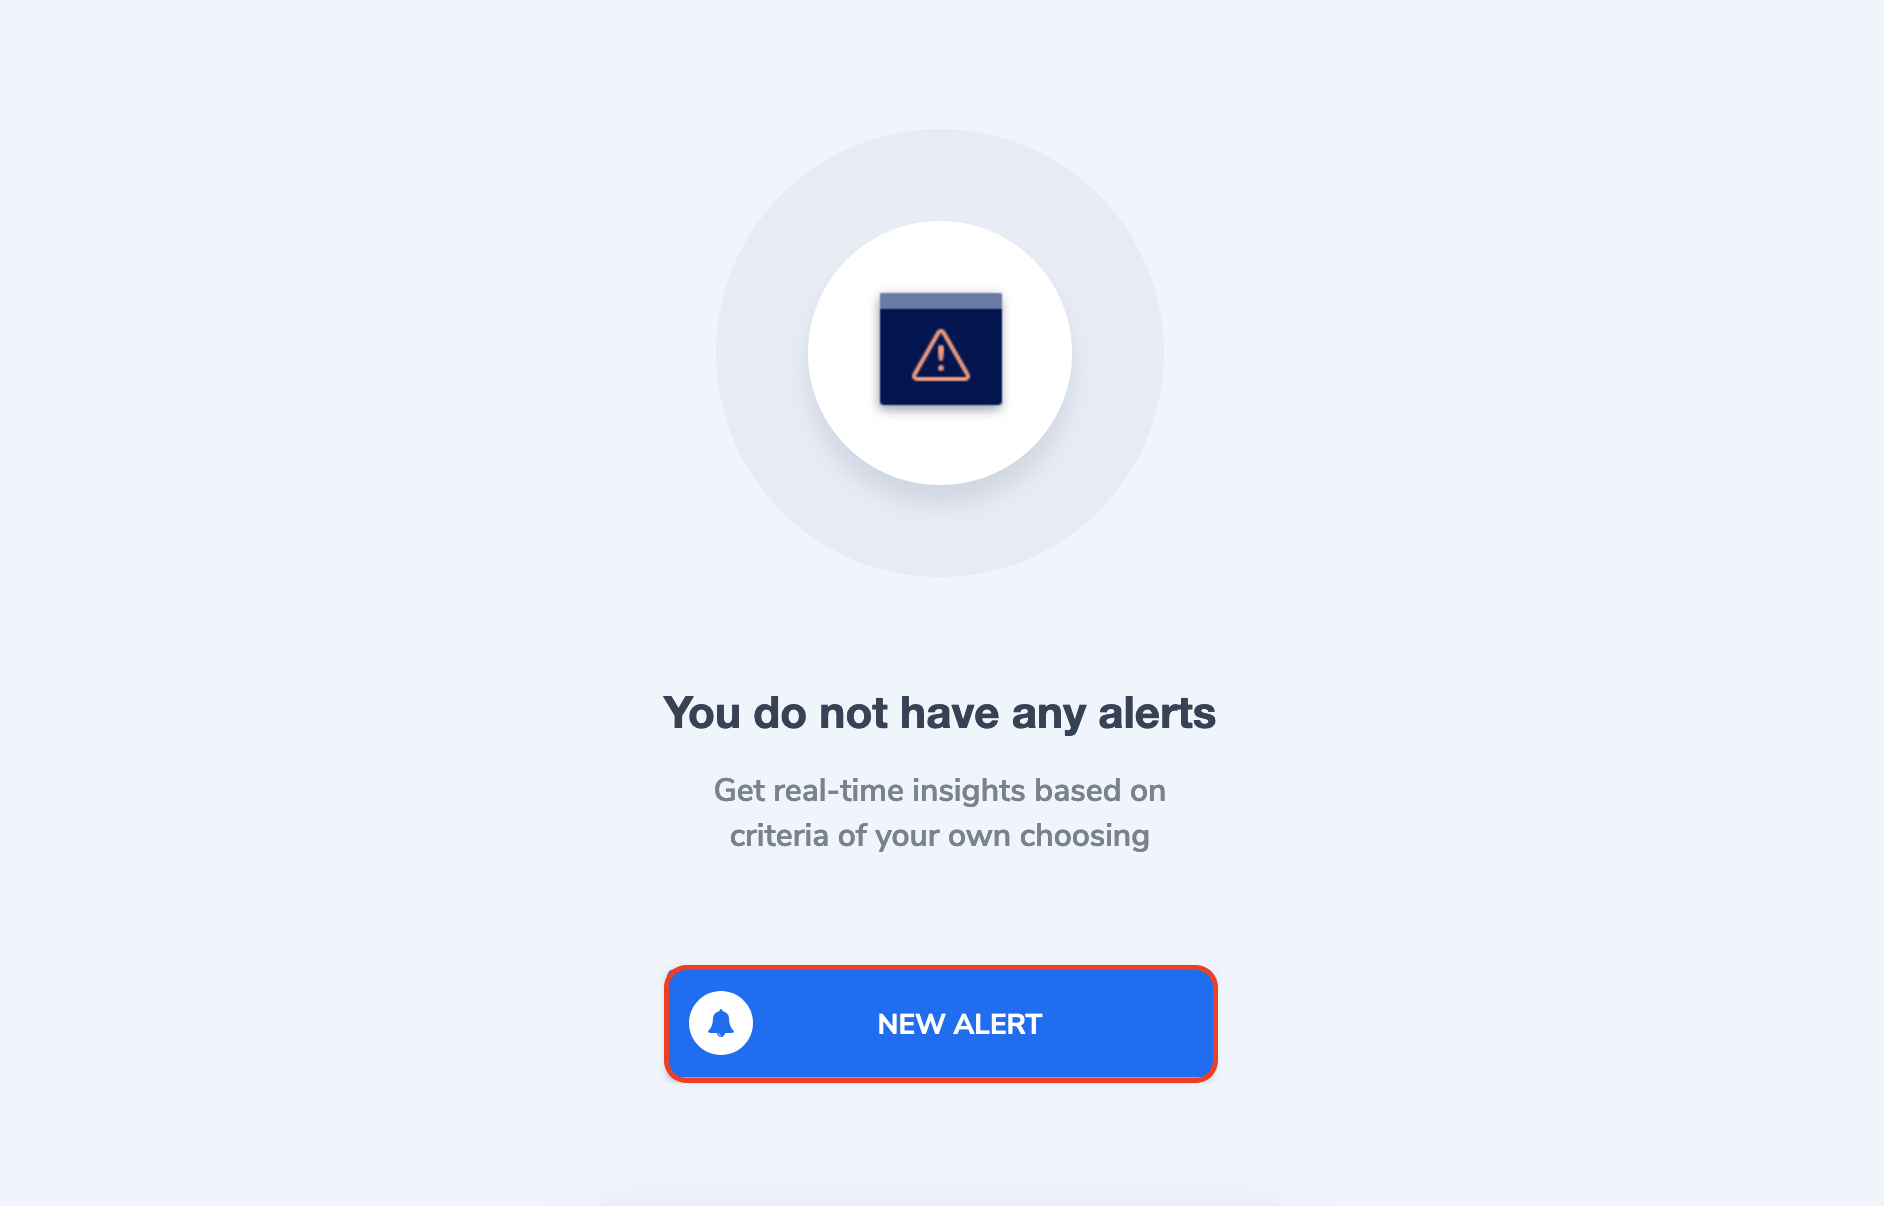 You do not have any alerts
Get real-time insights based on
criteria of your own choosing
NEW ALERT